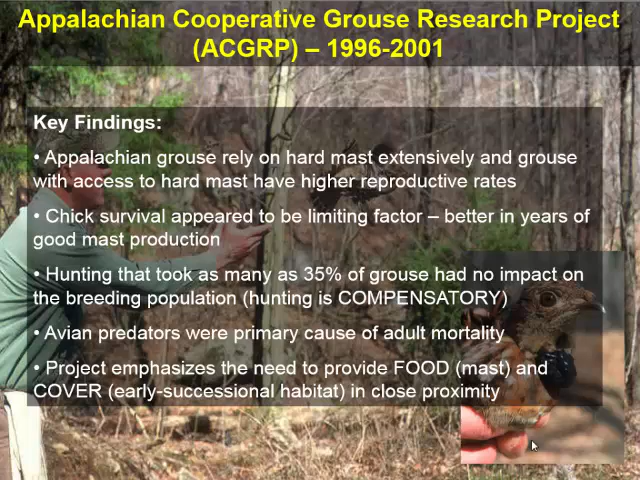 Appalachian Cooperative Grouse Research Project
(ACGRP) – 1996-2001
Key Findings:
• Appalachian grouse rely on hard mast extensively and grouse
with access to hard mast have higher reproductive rates
• Chick survival appeared to be limiting factor – better in years of
good mast production
• Hunting that took as many as 35% of grouse had no impact on
the breeding population (hunting is COMPENSATORY)
• Avian predators were primary cause of adult mortality
• Project emphasizes the need to provide FOOD (mast) and
COVER (early-successional habitat) in close proximity